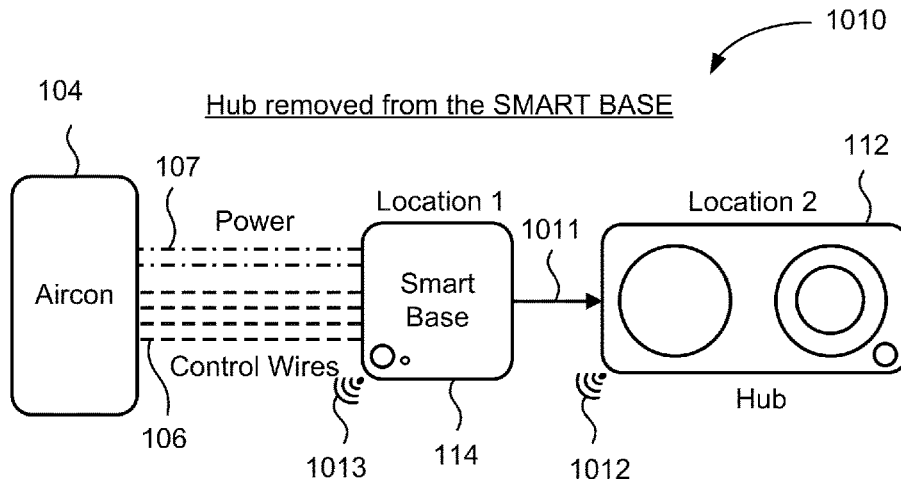 1010
Hub removed from the SMART BASE
104
107
112
Location 1
Location 2
Power
1011
Aircon
Smart
Base
Control Wires
Hub
106
1013
114
1012